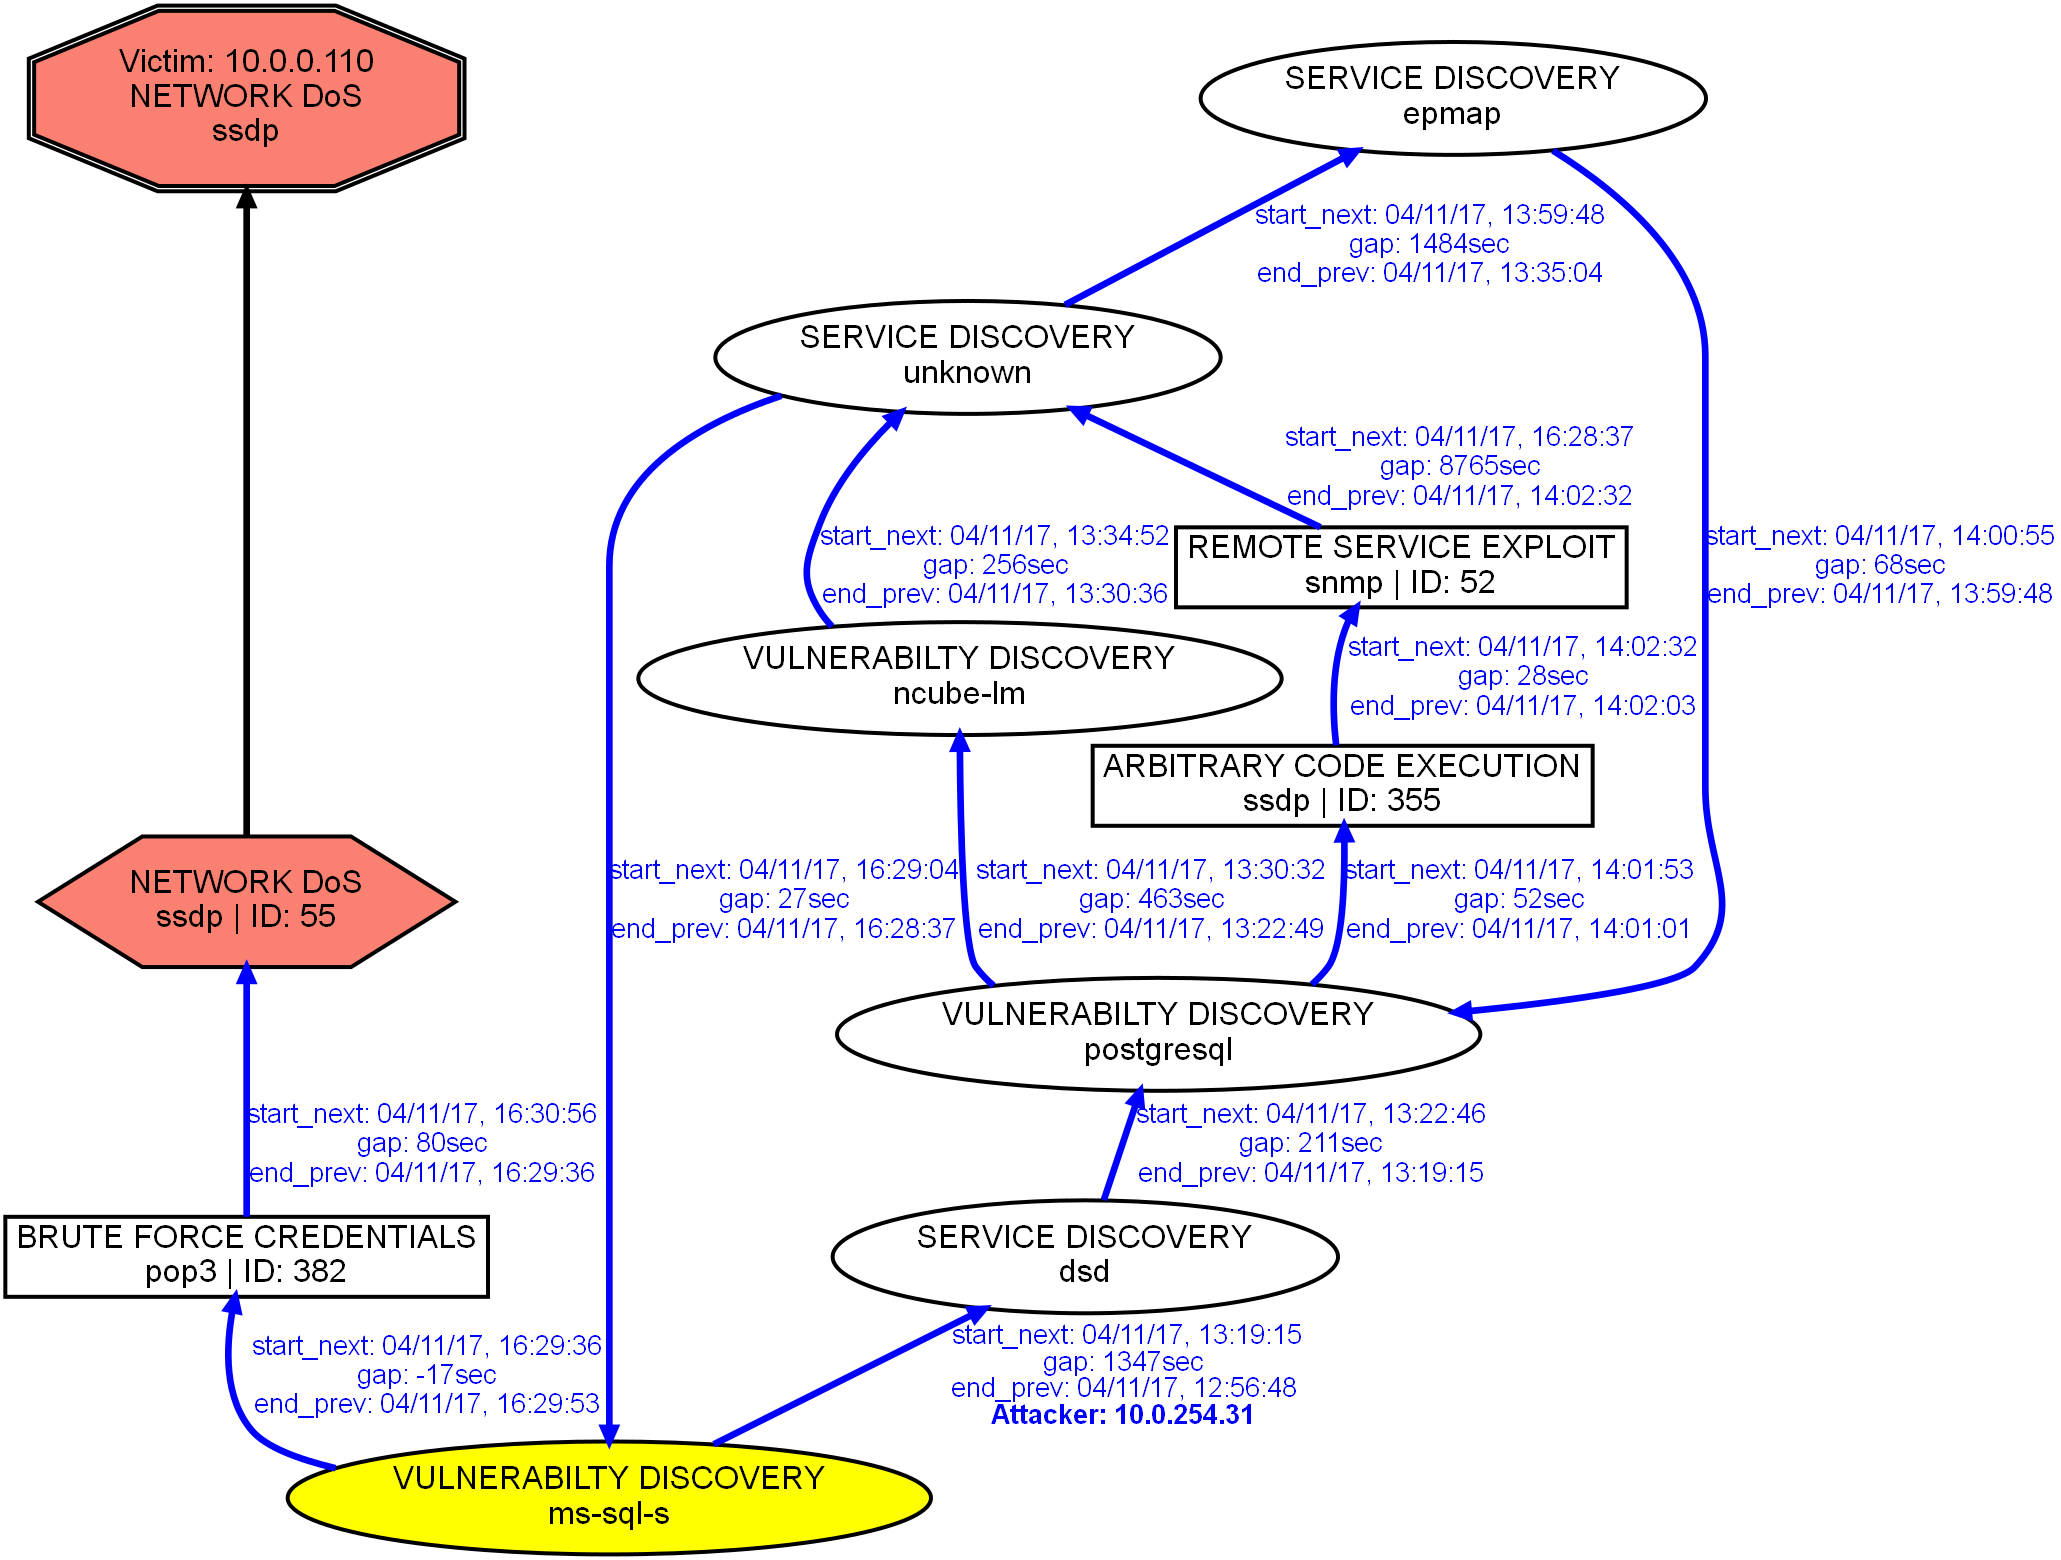 Victim: 10.0.0.110
NETWORK DoS
ssdp
SERVICE DISCOVERY
epmap
start_next: 04/11/17, 13:59:48
gap: 1484sec
end_prev: 04/11/17, 13:35:04
SERVICE DISCOVERY
unknown
start_next: 04/11/17, 16:28:37
gap: 8765sec
end_prev: 04/11/17, 14:02:32
start_next: 04/11/17, 13:34:52
gap: 256sec
end_prev: 04/11/17, 13:30:36
REMOTE SERVICE EXPLOIT
snmp | ID: 52
start_next: 04/11/17, 14:00:55
gap: 68sec
end_prev: 04/11/17, 13:59:48
VULNERABILTY DISCOVERY
ncube-lm
start_next: 04/11/17, 14:02:32
gap: 28sec
end_prev: 04/11/17, 14:02:03
ARBITRARY CODE EXECUTION
ssdp | ID: 355
NETWORK DoS
ssdp | ID: 55
start_next: 04/11/17, 16:29:04
gap: 27sec
end_prev: 04/11/17, 16:28:37
start_next: 04/11/17, 13:30:32
gap: 463sec
end_prev: 04/11/17, 13:22:49
start_next: 04/11/17, 14:01:53
gap: 52sec
end_prev: 04/11/17, 14:01:01
VULNERABILTY DISCOVERY
postgresql
start_next: 04/11/17, 16:30:56
gap: 80sec
end_prev: 04/11/17, 16:29:36
start_next: 04/11/17, 13:22:46
gap: 211sec
end_prev: 04/11/17, 13:19:15
BRUTE FORCE CREDENTIALS
pop3 | ID: 382
SERVICE DISCOVERY
dsd
start_next: 04/11/17, 16:29:36
gap: -17sec
end_prev: 04/11/17, 16:29:53
start_next: 04/11/17, 13:19:15
gap: 1347sec
end_prev: 04/11/17, 12:56:48
Attacker: 10.0.254.31
VULNERABILTY DISCOVERY
ms-sql-s